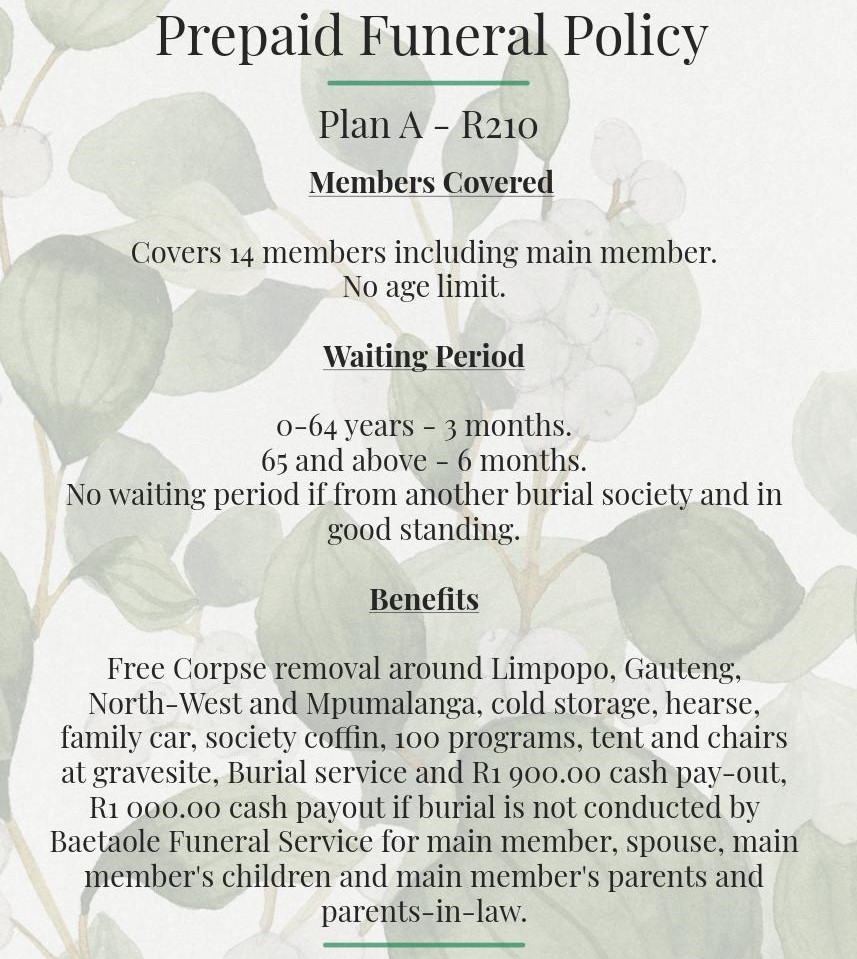 Prepaid Funeral Policy
Plan A - R210
Members Covered
Covers 14 members including main member.
No age limit.
Waiting Period
0-64 years - 3 months.
65 and above - 6 months.
No waiting period if from another burial society and in
good standing.
Benefits
Free Corpse removal around Limpopo, Gauteng,
North-West and Mpumalanga, cold storage, hearse,
family car, society coffin, 100 programs, tent and chairs
at gravesite, Burial service and R1 900.00 cash pay-out,
R1 000.00 cash payout if burial is not conducted by
Baetaole Funeral Service for main member, spouse, main
member's children and main member's parents and
parents-in-law.